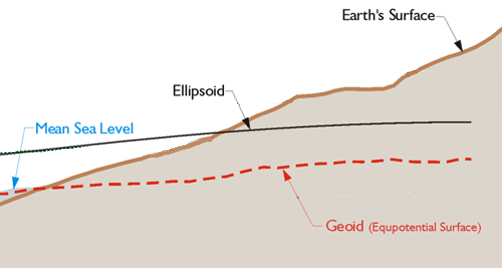 Earth's Surface
Ellipsoid
Mean Sea Level
Geoid (Equpotential Surface)